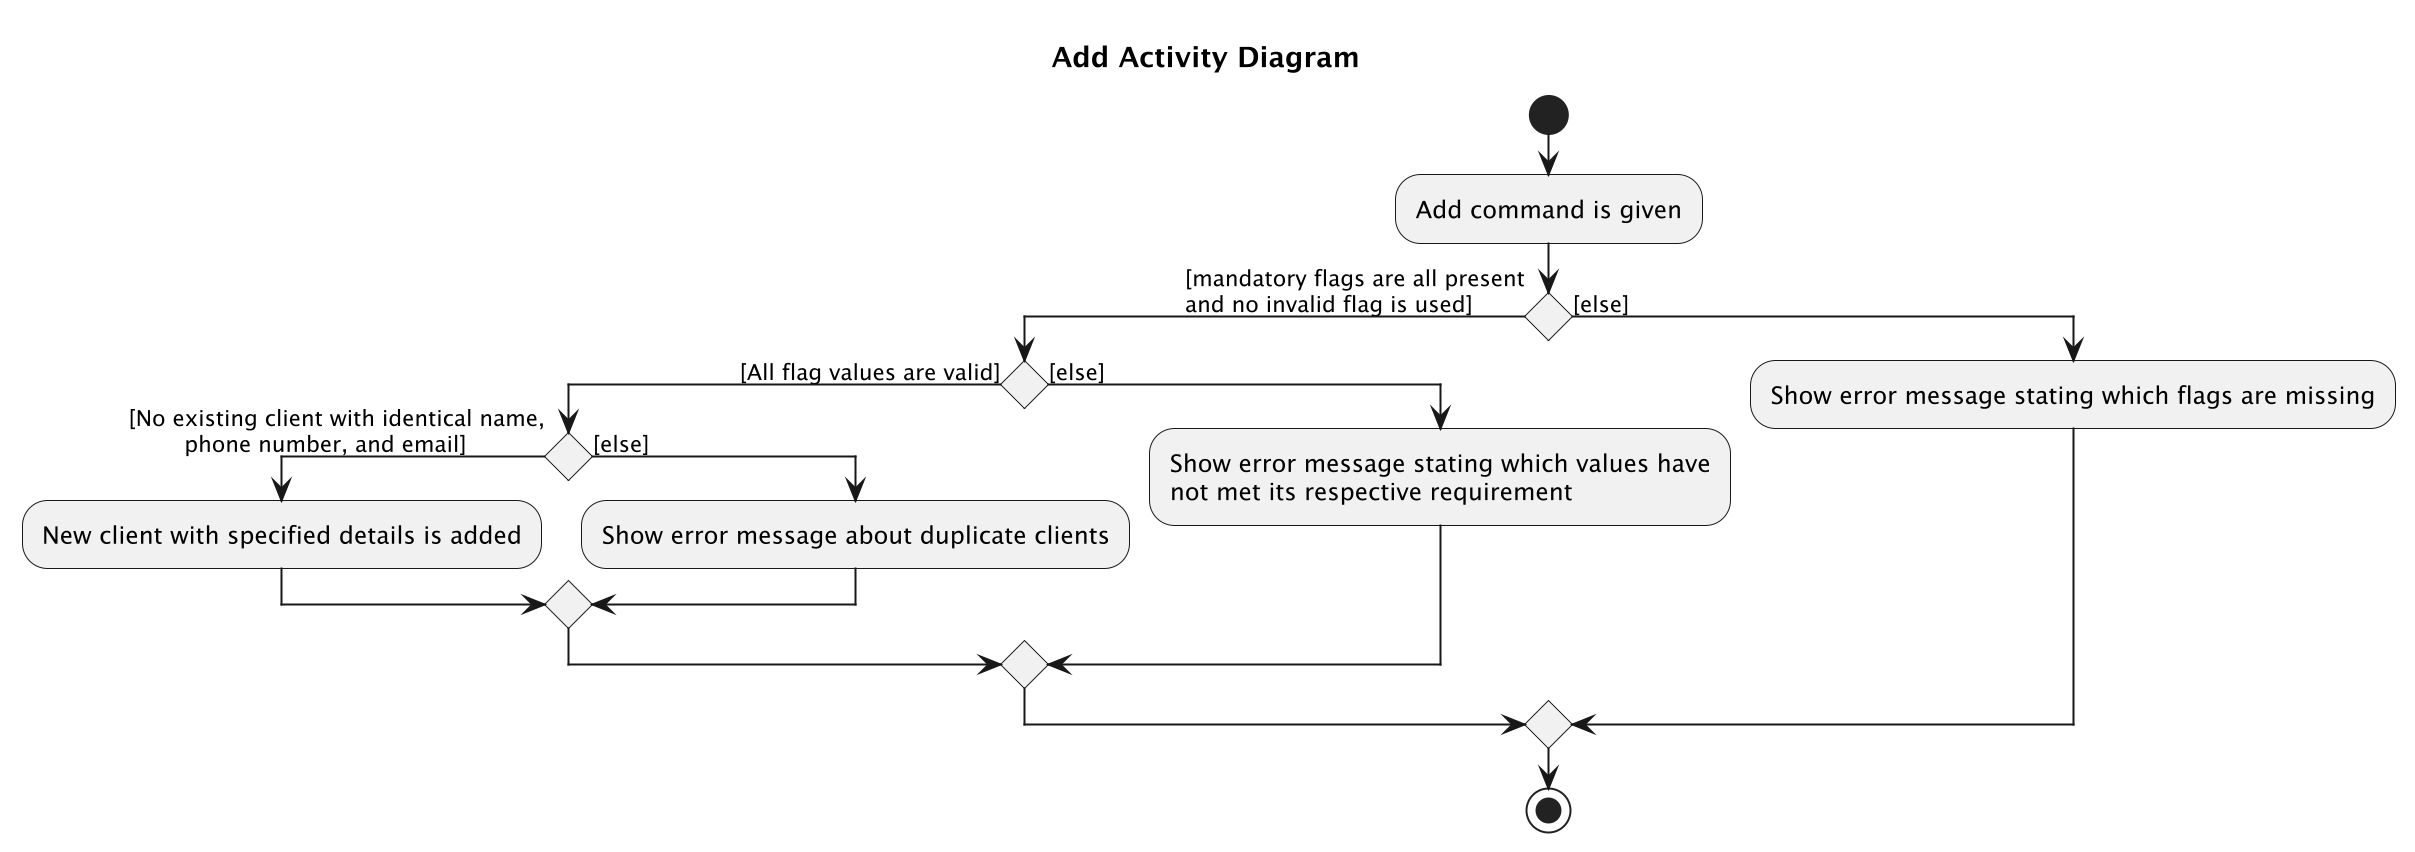 Add Activity Diagram
Add command is given
[mandatory flags are all present
and no invalid flag is used]
[else]
[All flag values are valid]
[else]
Show error message stating which flags are missing
[No existing client with identical name,
phone number, and email]
[else]
Show error message stating which values have
not met its respective requirement
New client with specified details is added
Show error message about duplicate clients